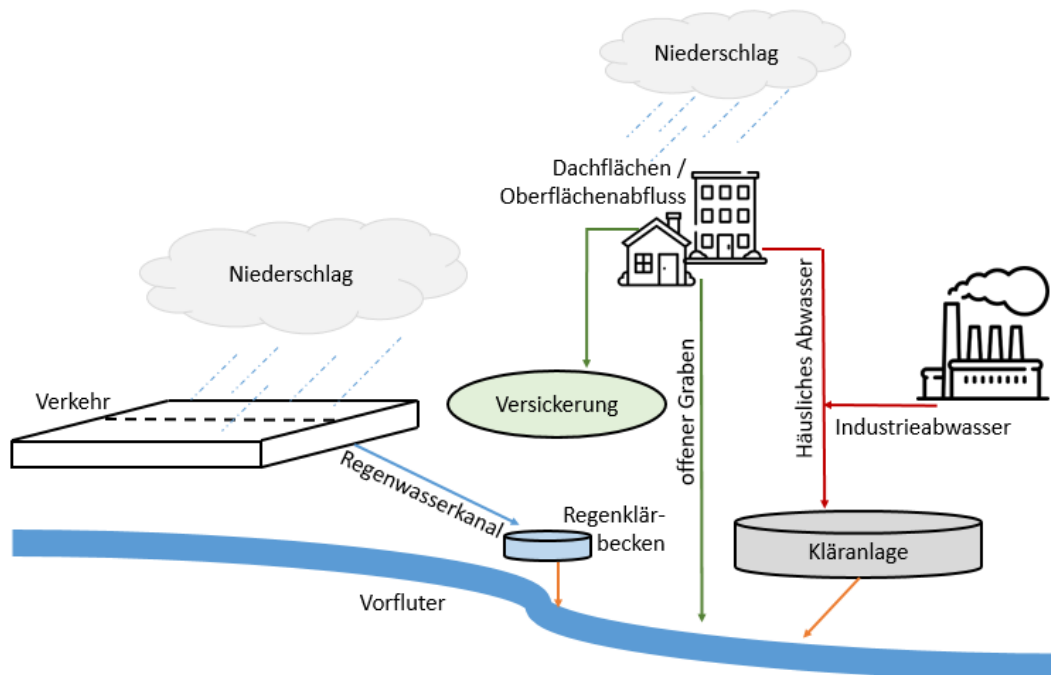 Niederschlag
Dachflächen /
Oberflächenabfluss
Niederschlag
Verkehr
Versickerung
offener Graben
Häusliches Abwasser
Industrieabwasser
Regenwasserkanal
Regenklär-
becken
Kläranlage
Vorfluter